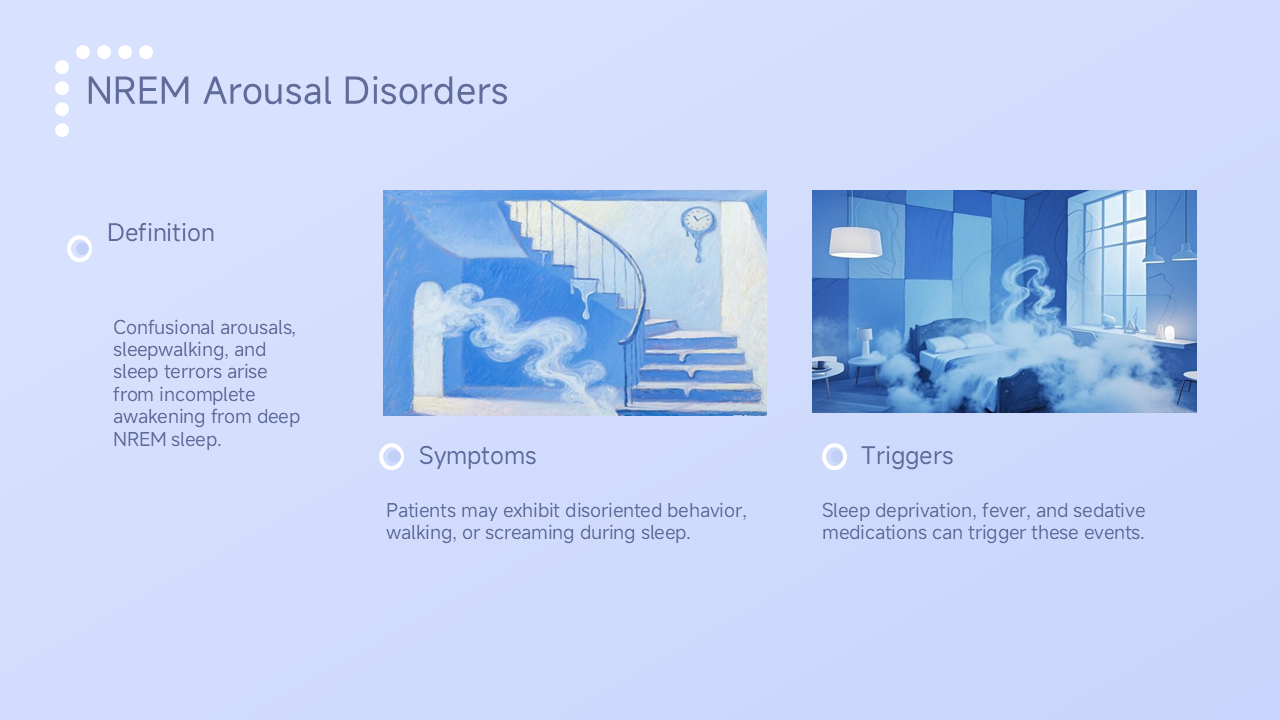 NREM Arousal Disorders
Definition
Confusional arousals,
sleepwalking, and
sleep terrors arise
from incomplete
awakening from deep
NREM sleep.
Symptoms
Patients may exhibit disoriented behavior,
walking, or screaming during sleep.
Triggers
Sleep deprivation, fever, and sedative
medications can trigger these events.